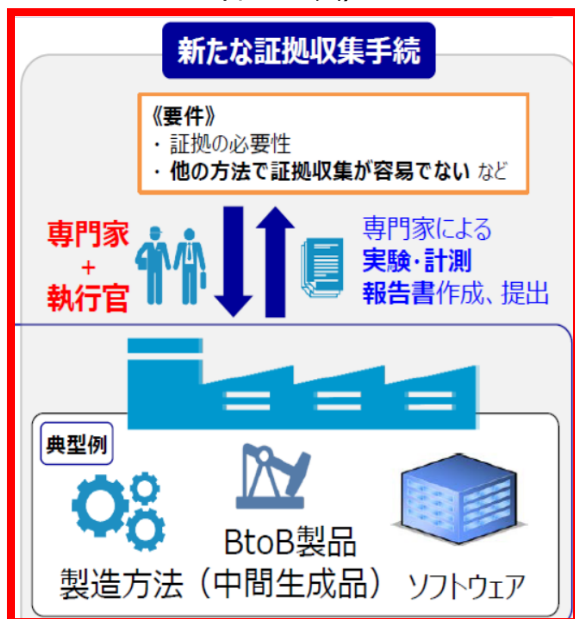 新たな証拠収集手続
《要件》
・ 証拠の必要性
・ 他の方法で証拠収集が容易でない など
専門家
+
執行官
専門家による
実験・計測
報告書作成、提出
典型例
BtoB製品
製造方法（中間生成品）
ソフトウェア